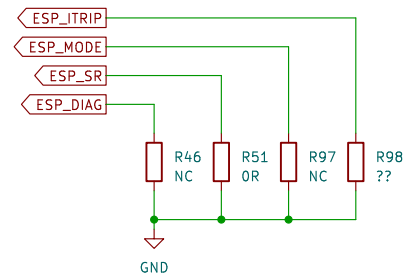 ESP_ITRIP
ESP_MODE
ESP_SR
ESP_DIAG
R46 R51 R97 R98
NC 0R NC ??
GND